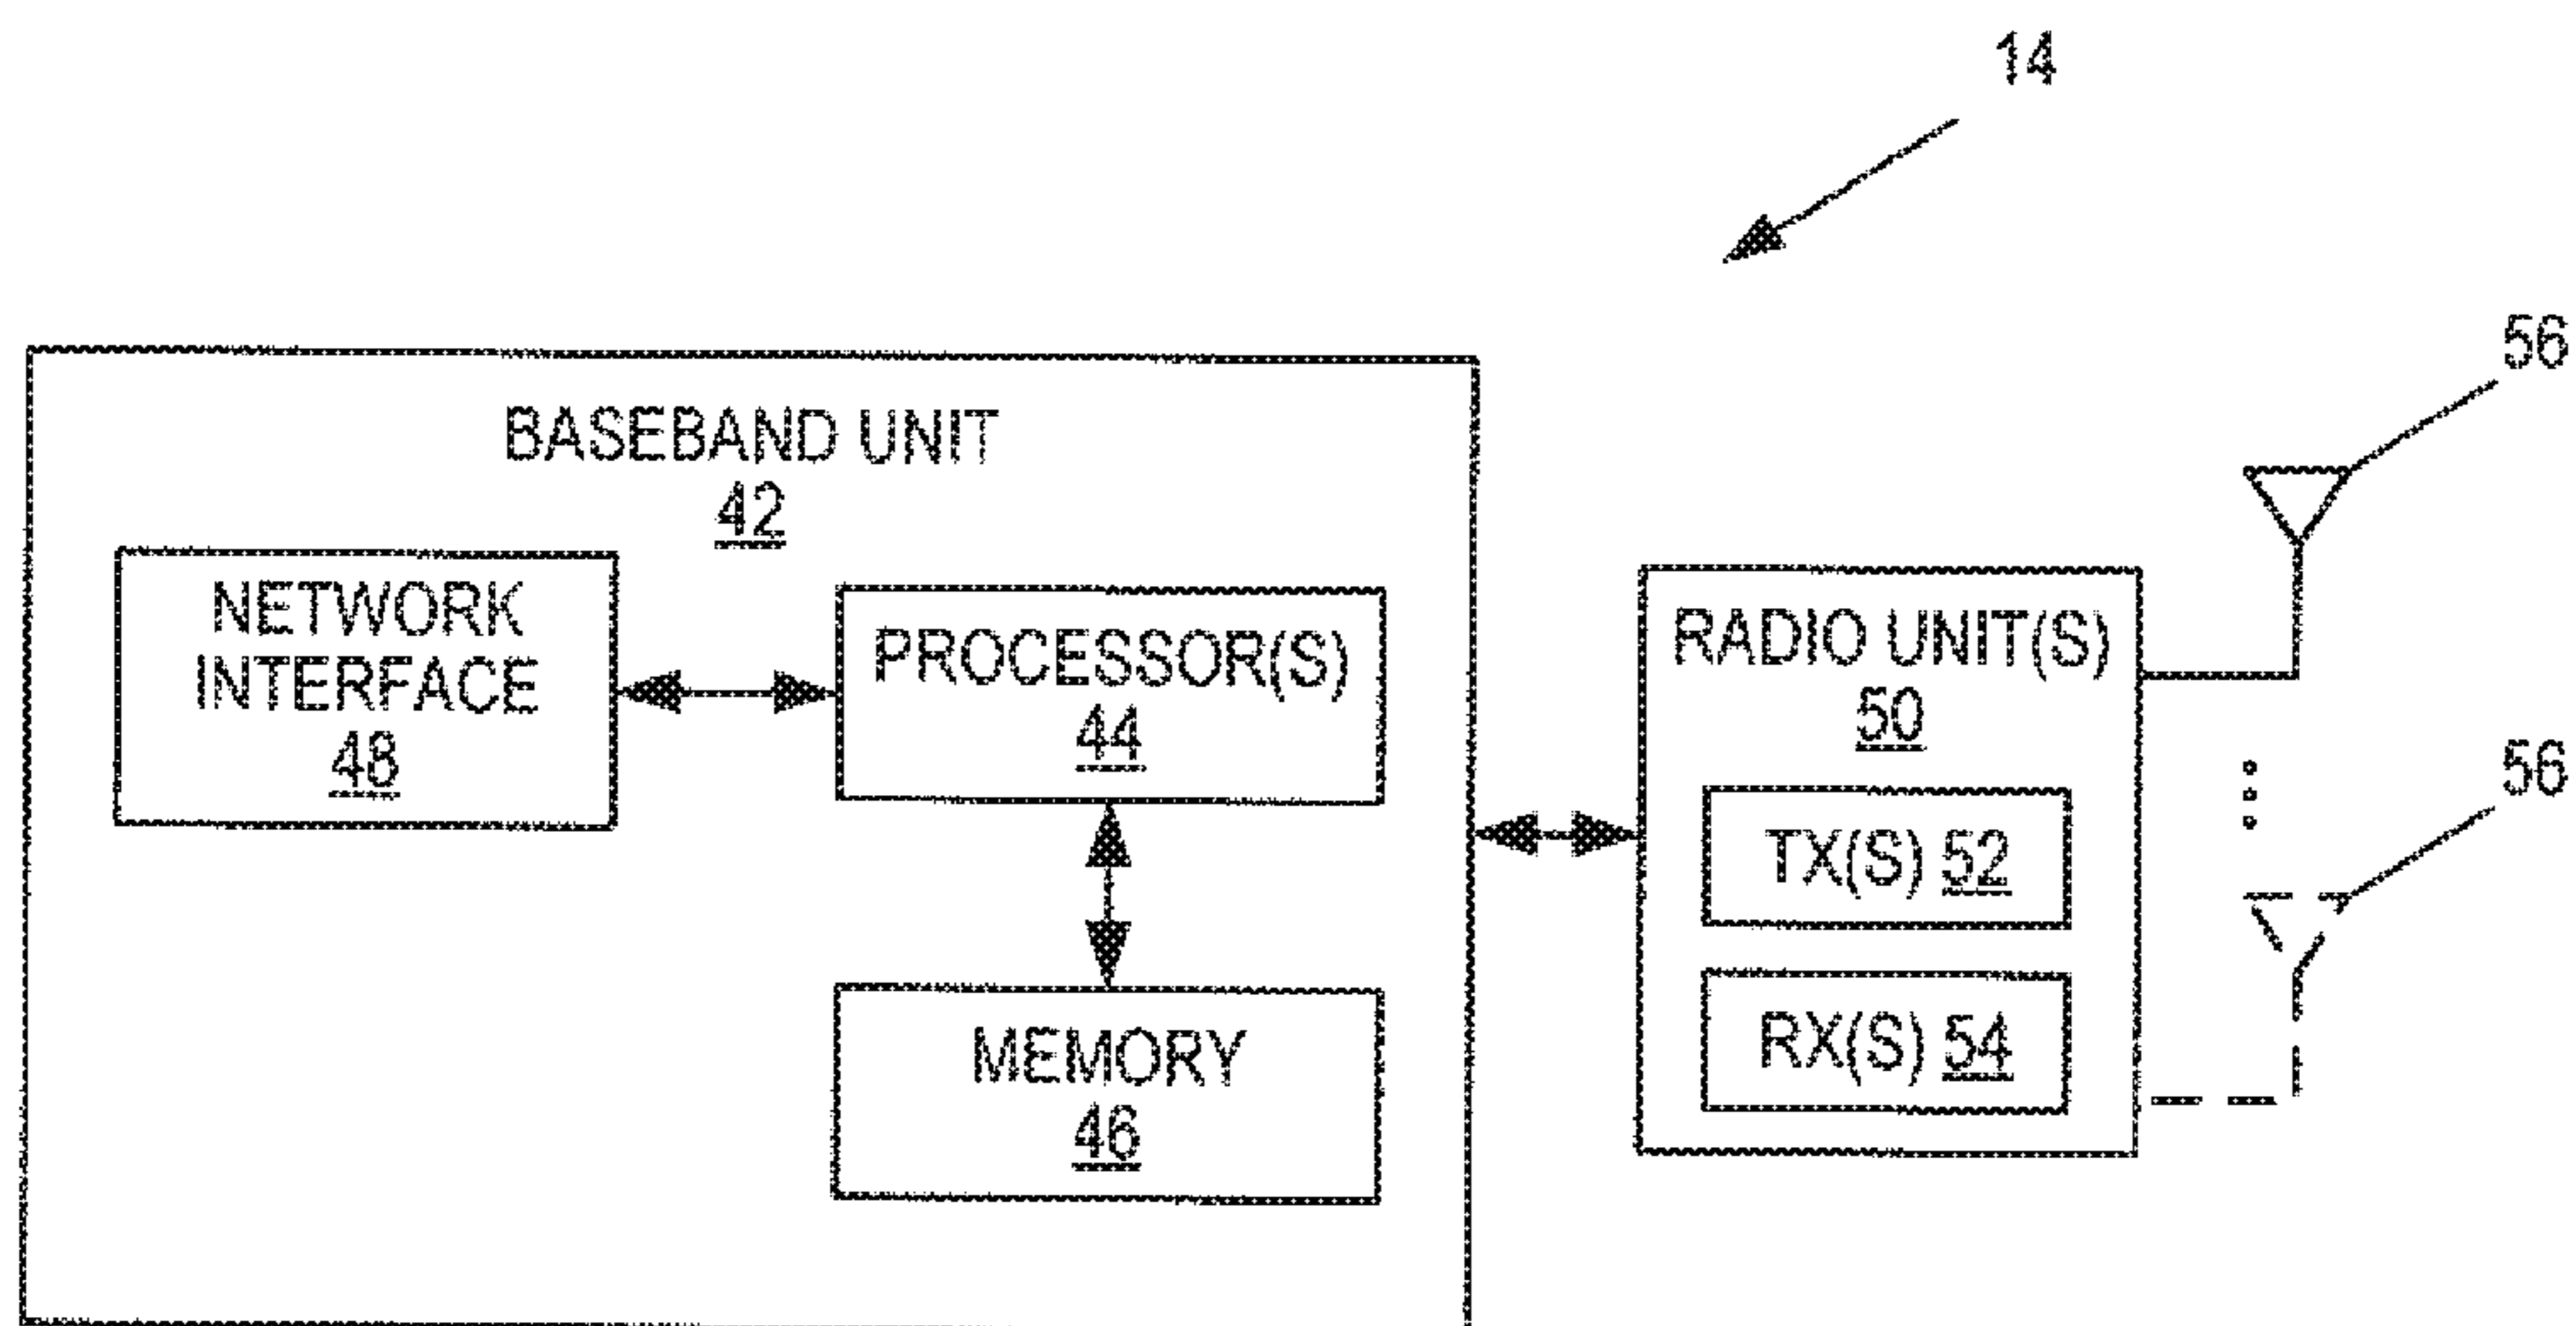 14
56
BASEBAND UNIT
42
NETWORK
INTERFACE
48
PROCESSOR(S)
44
MEMORY
46
RADIO UNIT(S)
50
TX(S) 52
RX(S) 54
56